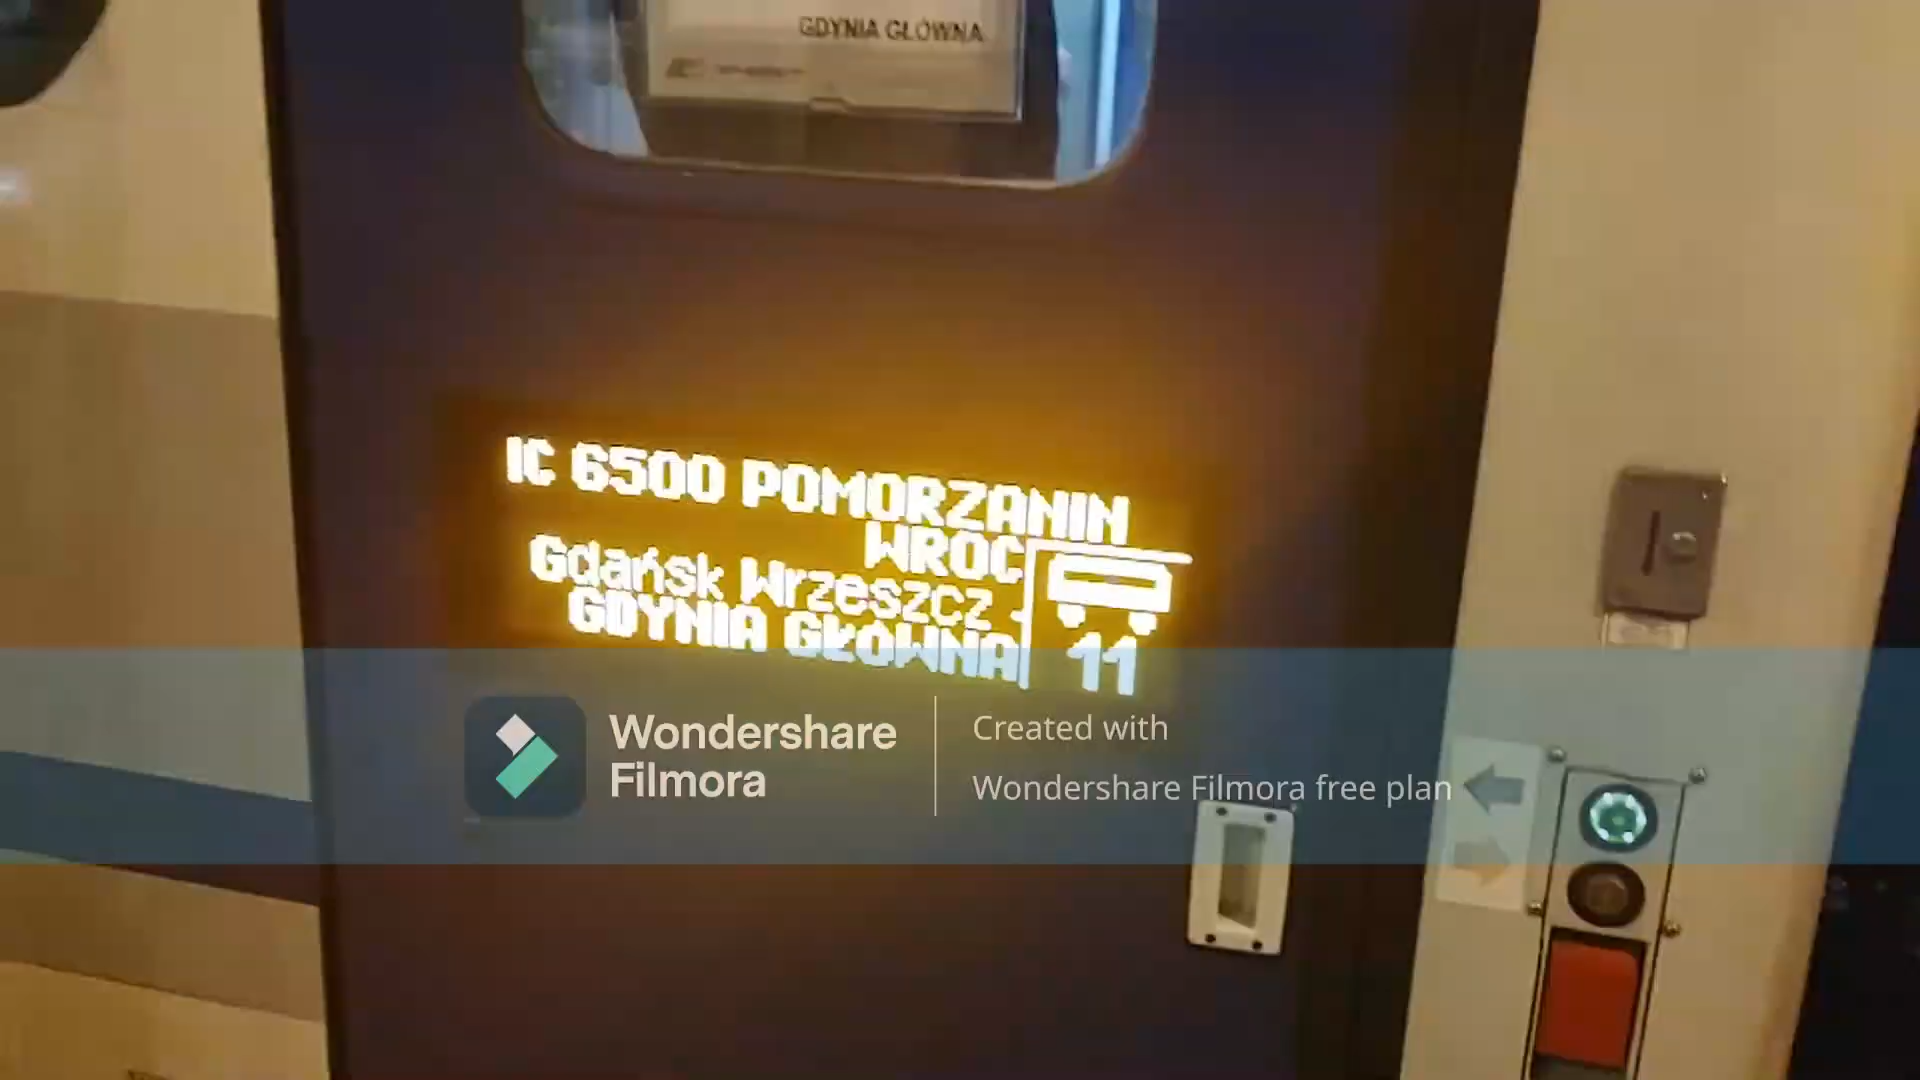 GDYNIA GŁÓWNA
IC 6500 POMORZANIN
WROC
Gdańsk Wrzeszcz -
GDYNIA GŁÓWNA
11
Wondershare
Filmora
Created with
Wondershare Filmora free plan